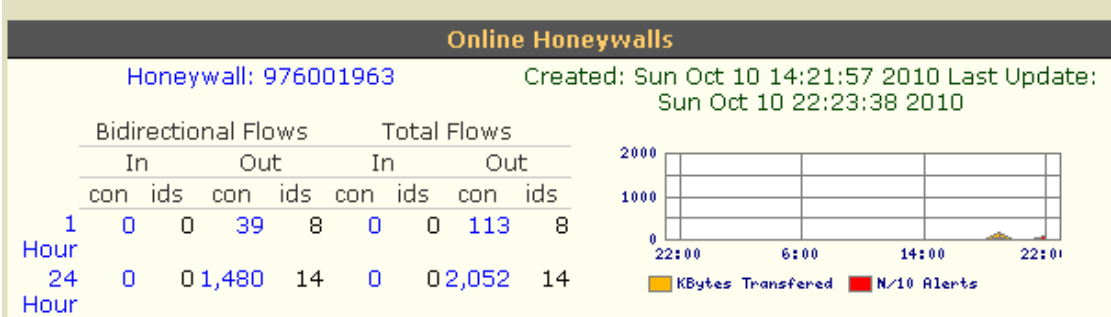 Online Honeywalls
Honeywall: 976001963
Created: Sun Oct 10 14:21:57 2010 Last Update:
Sun Oct 10 22:23:38 2010
Bidirectional Flows Total Flows
In Out In Out
con ids con ids con ids con ids
1 0 0 39 8 0 0 113 8
Hour
24 0 0 1,480 14 0 0 2,052 14
Hour
2000
1000
0
22:00 6:00 14:00 22:0
KBytes Transfered N/10 Alerts